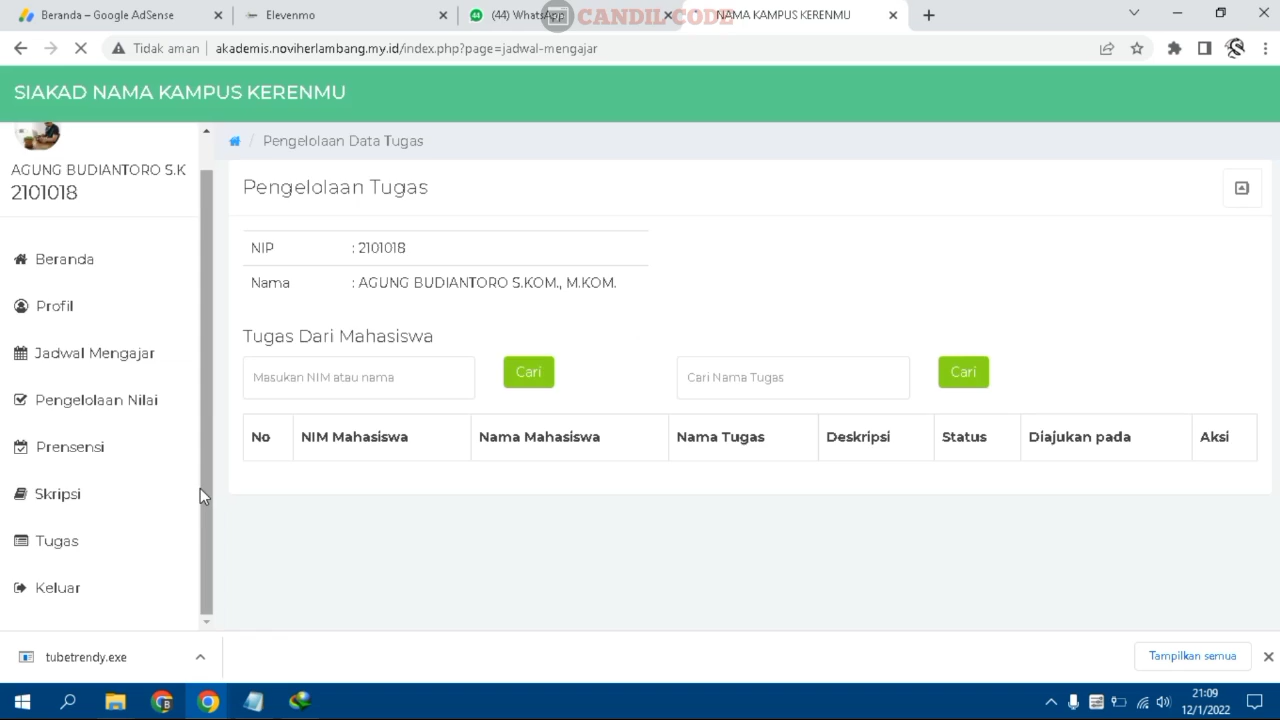 Beranda – Google AdSense
Elevenmo
(44) WhatsApp
CANDIL CODE
NAMA KAMPUS KERENMU
Tidak aman
akademis.noviherlambang.my.id/index.php?page=jadwal-mengajar
SIAKAD NAMA KAMPUS KERENMU
AGUNG BUDIANTORO S.K
2101018
Beranda
Profil
Jadwal Mengajar
Pengelolaan Nilai
Prensensi
Skripsi
Tugas
Keluar
/ Pengelolaan Data Tugas
Pengelolaan Tugas
NIP : 2101018
Nama : AGUNG BUDIANTORO S.KOM., M.KOM.
Tugas Dari Mahasiswa
Masukan NIM atau nama Cari Cari Nama Tugas Cari
No NIM Mahasiswa Nama Mahasiswa Nama Tugas Deskripsi Status Diajukan pada Aksi
tubetrendy.exe
Tampilkan semua
21:09
12/1/2022